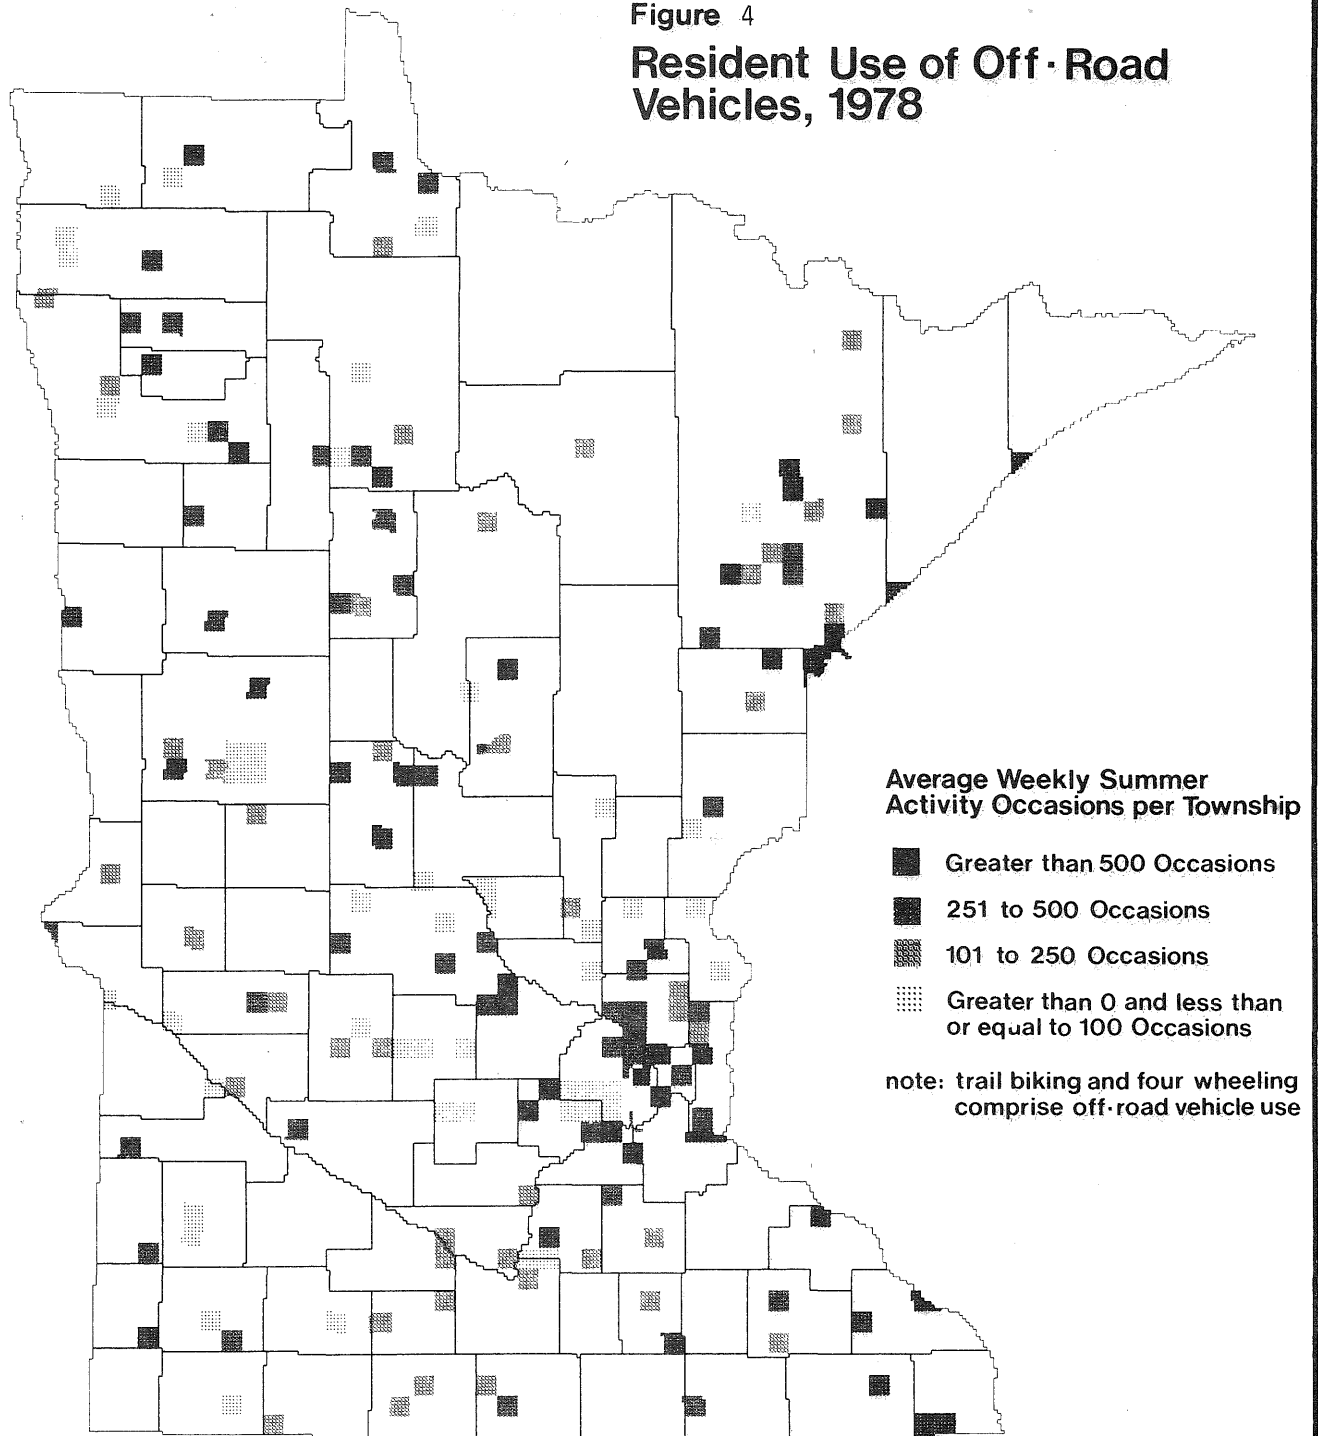 Figure 4
Resident Use of Off·Road
Vehicles, 1978
Average Weekly Summer
Activity Occasions per Township
Greater than 500 Occasions
251 to 500 Occasions
101 to 250 Occasions
Greater than 0 and less than
or equal to 100 Occasions
note: trail biking and four wheeling
comprise off·road vehicle use